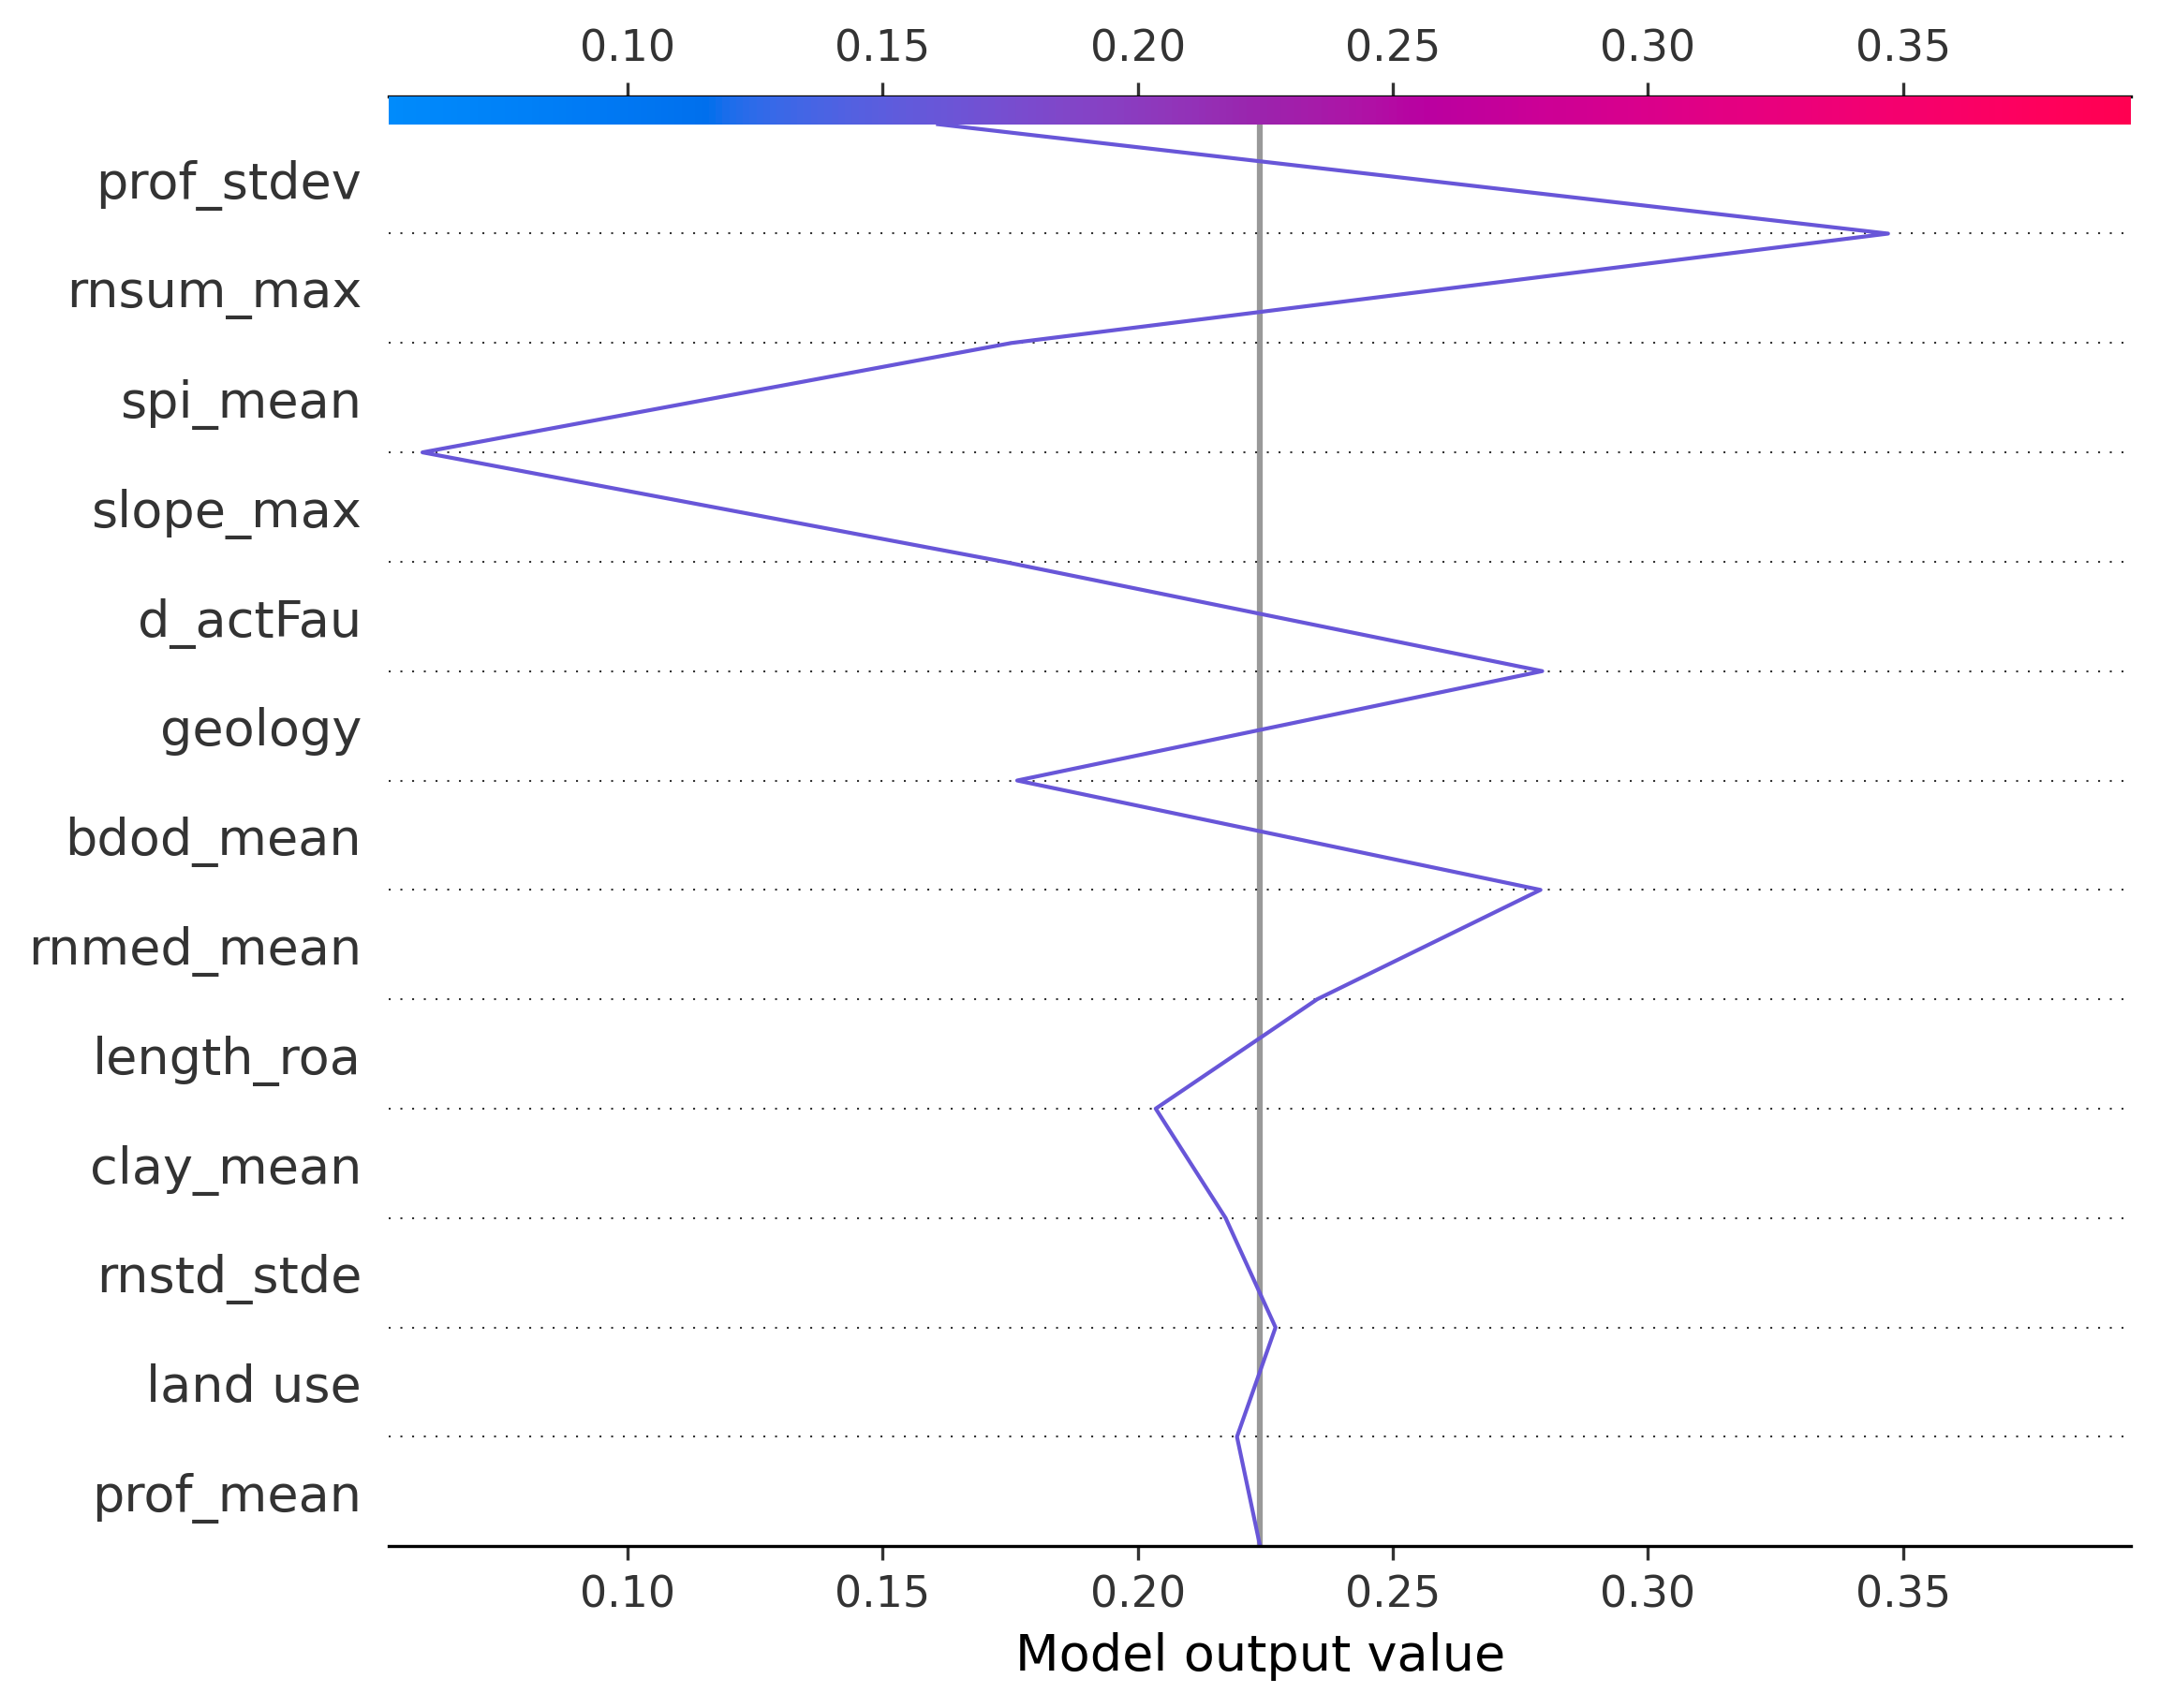 0.10 0.15 0.20 0.25 0.30 0.35
prof_stdev
rnsum_max
spi_mean
slope_max
d_actFau
geology
bdod_mean
rnmed_mean
length_roa
clay_mean
rnstd_stde
land use
prof_mean
0.10 0.15 0.20 0.25 0.30 0.35
Model output value